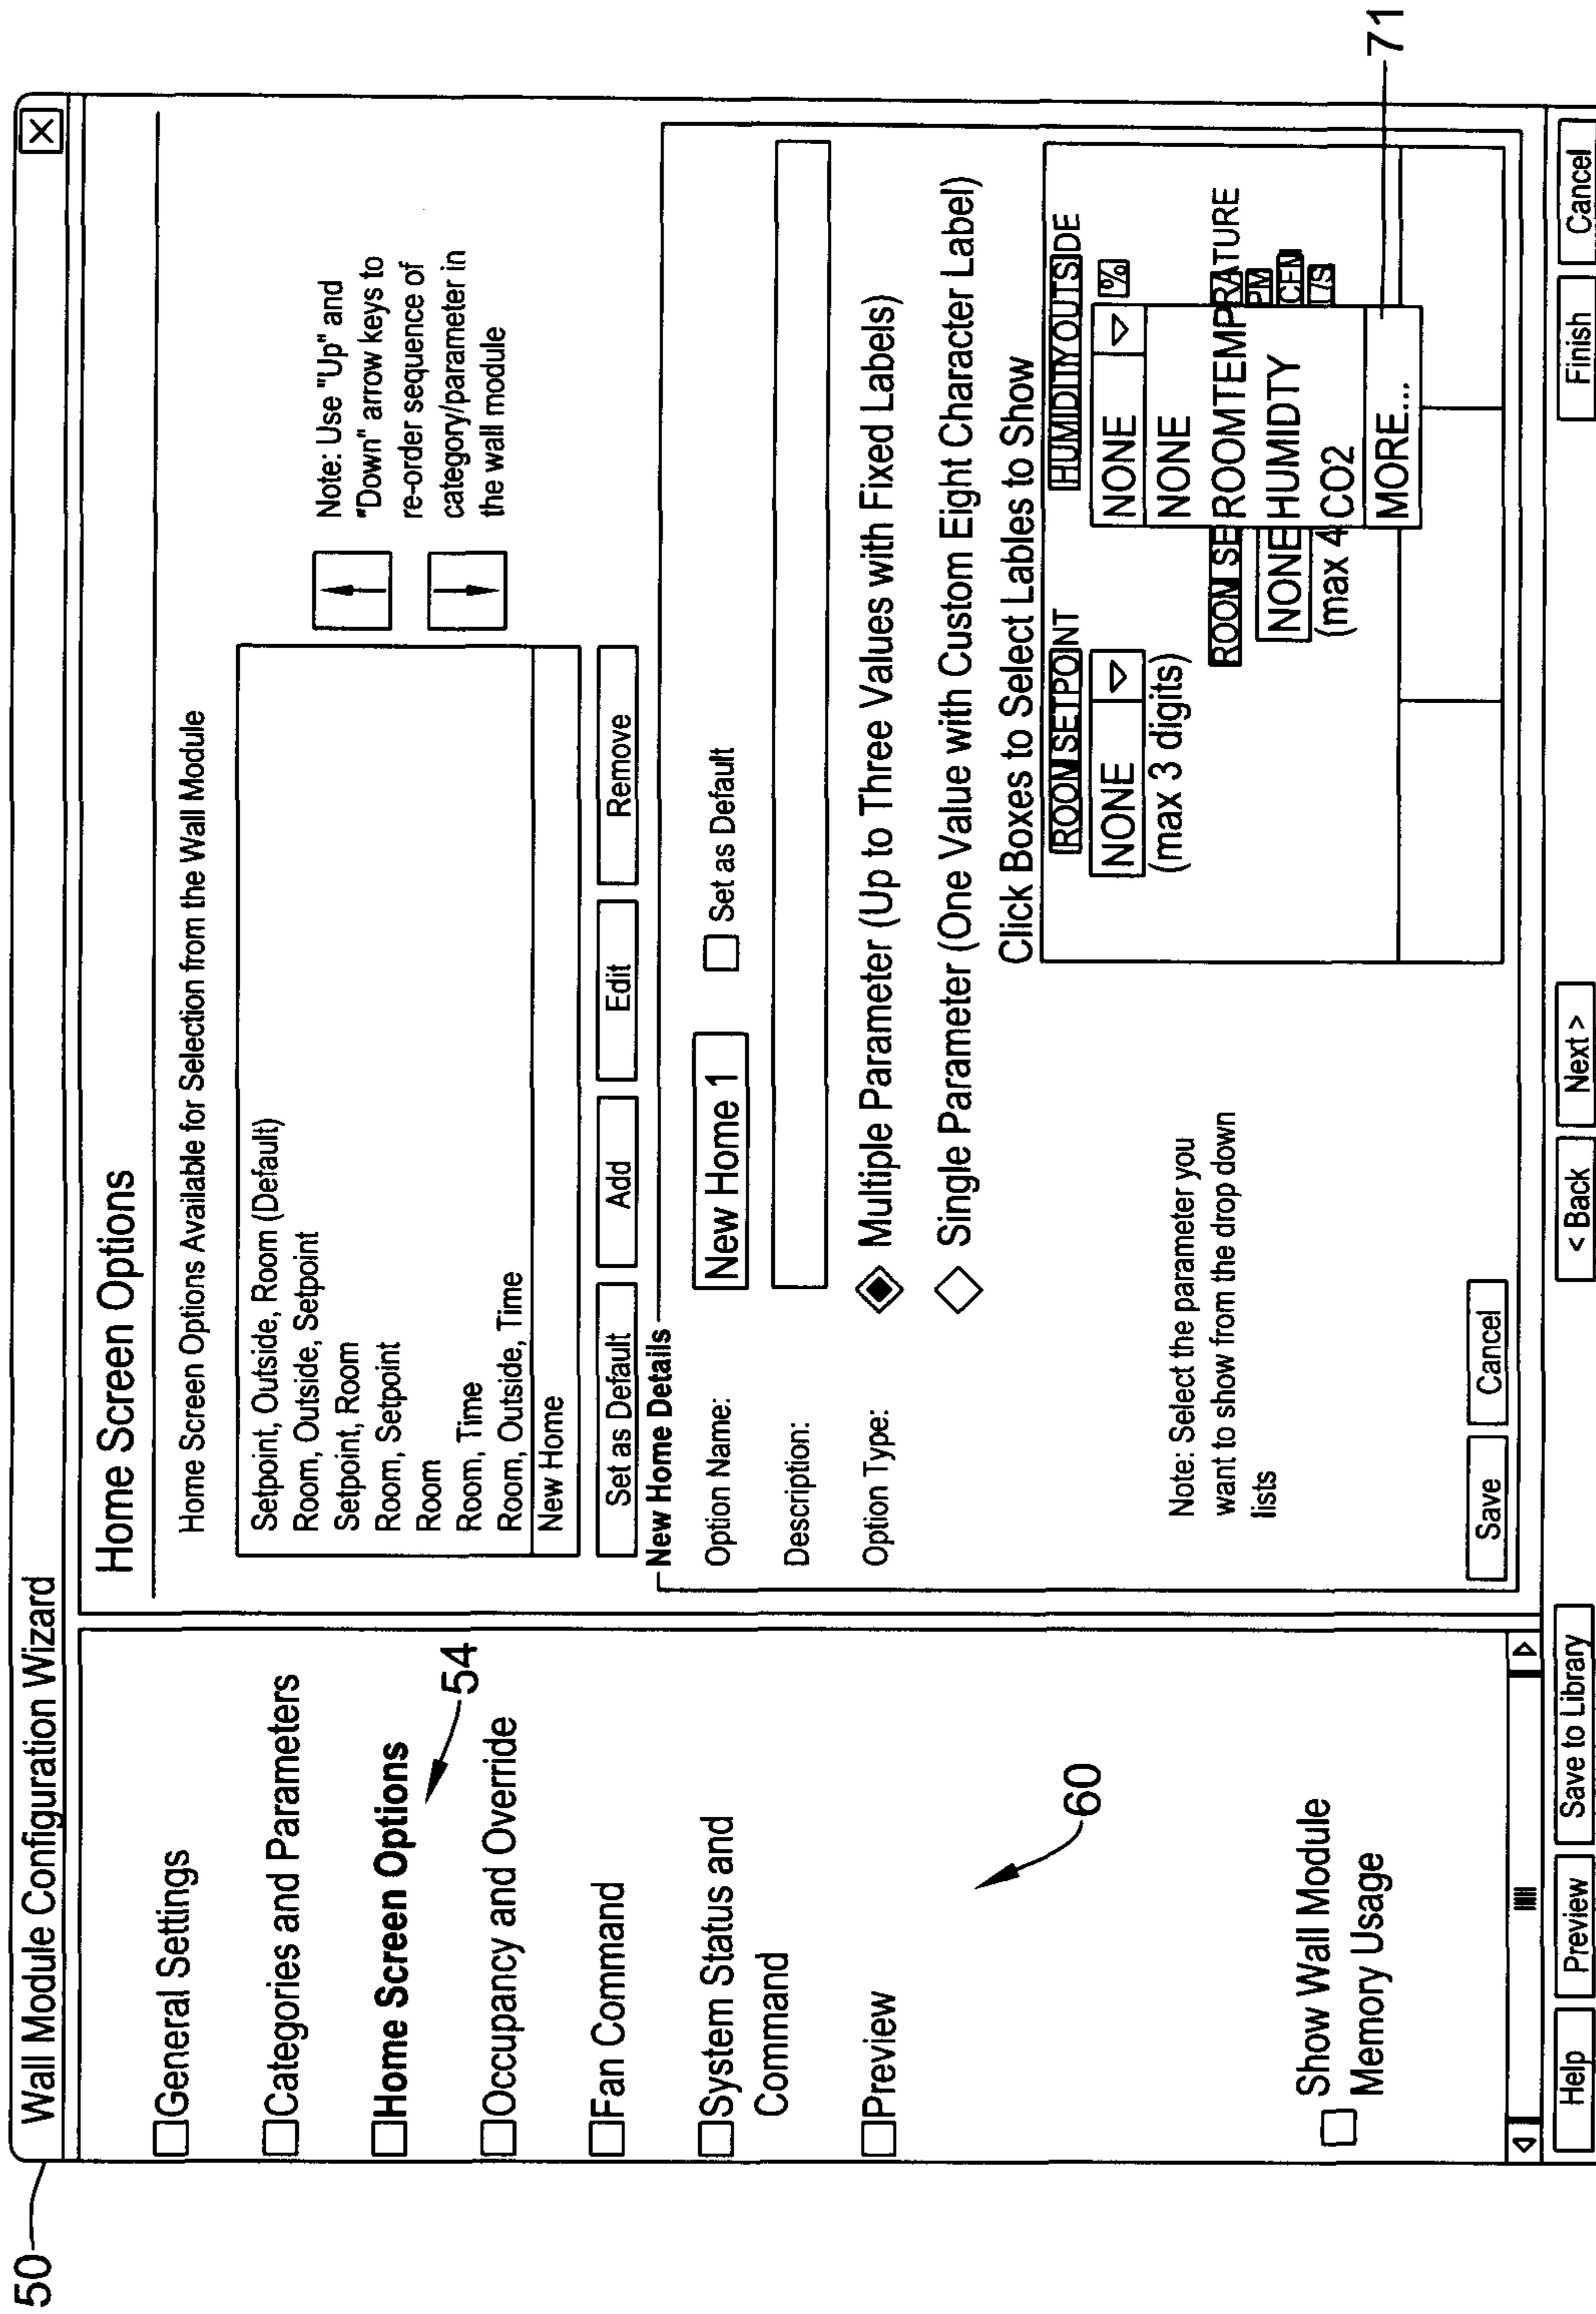 50
Wall Module Configuration Wizard
X
General Settings
Categories and Parameters
Home Screen Options
54
Occupancy and Override
Fan Command
System Status and
Command
Preview
60
Show Wall Module
Memory Usage
Home Screen Options
Home Screen Options Available for Selection from the Wall Module
Setpoint, Outside, Room (Default)
Room, Outside, Setpoint
Setpoint, Room
Room, Setpoint
Room
Room, Time
Room, Outside, Time
New Home
Note: Use "Up" and
"Down" arrow keys to
re-order sequence of
category/parameter in
the wall module
Set as Default
Add
Edit
Remove
New Home Details
Option Name:
New Home 1
Set as Default
Description:
Option Type:
Multiple Parameter (Up to Three Values with Fixed Labels)
Single Parameter (One Value with Custom Eight Character Label)
Click Boxes to Select Lables to Show
ROOM SETPOINT
HUMIDITY OUTSIDE
NONE
(max 3 digits)
NONE
%
NONE
ROOM SE
ROOMTEMPRATURE
PM
NONE
HUMIDTY
CFM
(max 4
CO2
L/S
MORE...
71
Note: Select the parameter you
want to show from the drop down
lists
Save
Cancel
Help
Preview
Save to Library
< Back
Next >
Finish
Cancel